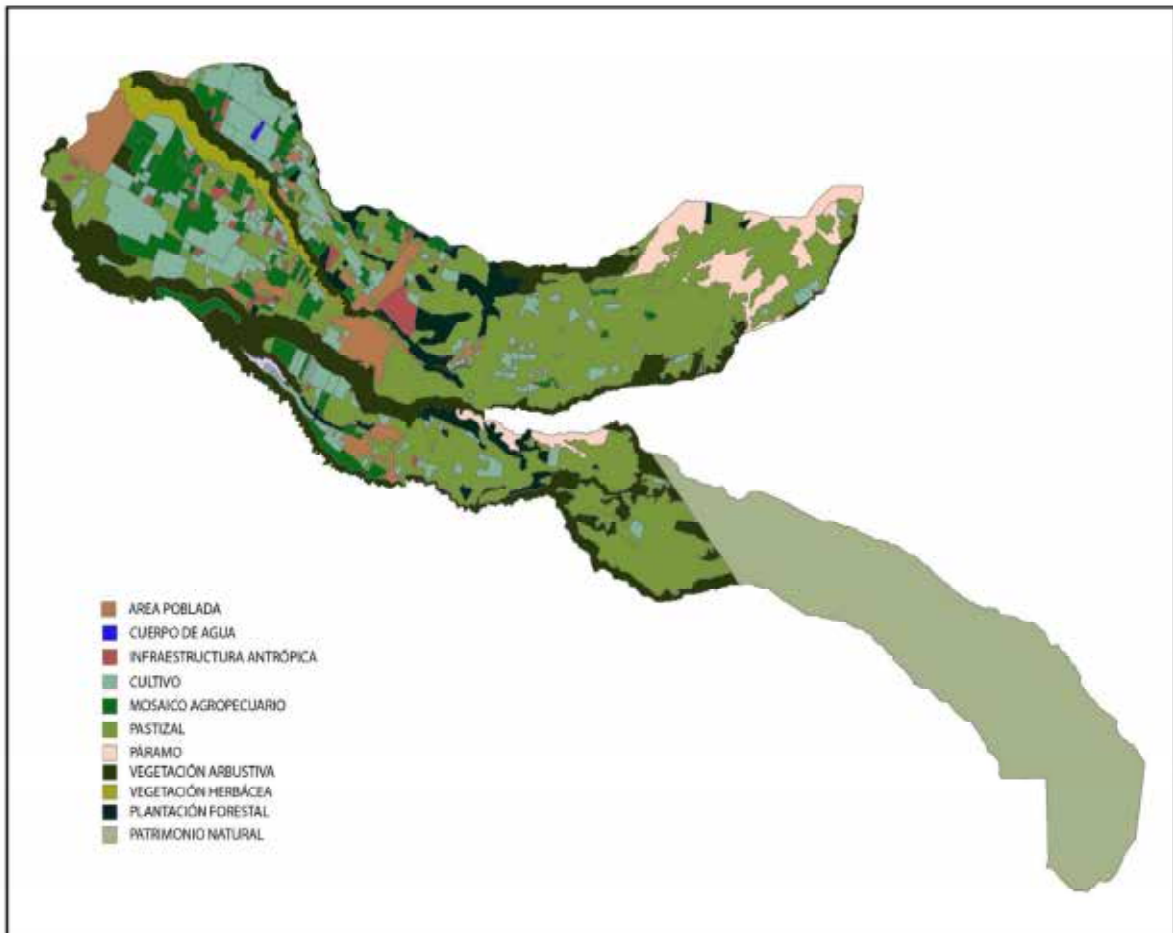 AREA POBLADA
CUERPO DE AGUA
INFRAESTRUCTURA ANTRÓPICA
CULTIVO
MOSAICO AGROPECUARIO
PASTIZAL
PÁRAMO
VEGETACIÓN ARBUSTIVA
VEGETACIÓN HERBÁCEA
PLANTACIÓN FORESTAL
PATRIMONIO NATURAL